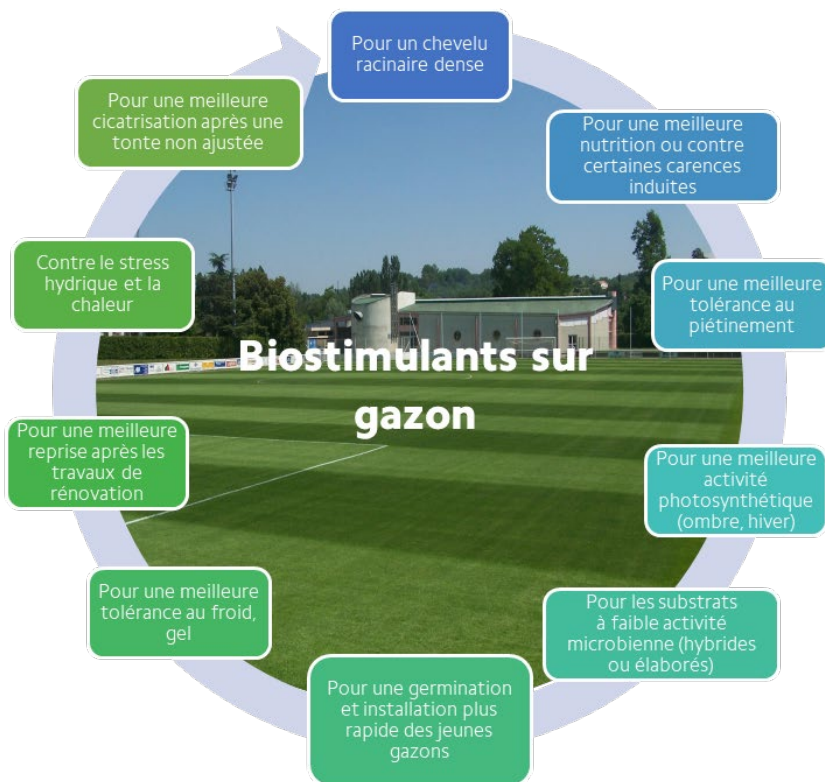 Pour un chevelu
racinaire dense
Pour une meilleure
nutrition ou contre
certaines carences
induites
Pour une meilleure
tolérance au
piétinement
Pour une meilleure
activité
photosynthétique
(ombre, hiver)
Pour les substrats
à faible activité
microbienne (hybrides
ou élaborés)
Pour une germination
et installation plus
rapide des jeunes
gazons
Pour une meilleure
tolérance au froid,
gel
Pour une meilleure
reprise après les
travaux de
rénovation
Contre le stress
hydrique et la
chaleur
Pour une meilleure
cicatrisation après une
tonte non ajustée
Biostimulants sur
gazon